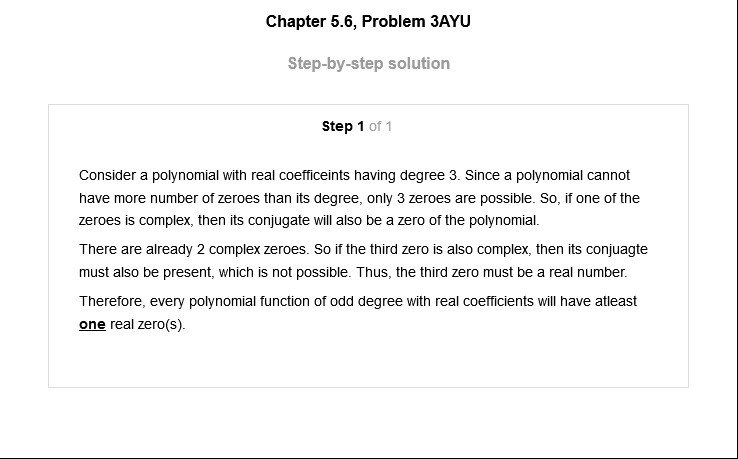 Chapter 5.6, Problem 3AYU
Step-by-step solution
Step 1 of 1
Consider a polynomial with real coefficeints having degree 3. Since a polynomial cannot
have more number of zeroes than its degree, only 3 zeroes are possible. So, if one of the
zeroes is complex, then its conjugate will also be a zero of the polynomial.
There are already 2 complex zeroes. So if the third zero is also complex, then its conjuagte
must also be present, which is not possible. Thus, the third zero must be a real number.
Therefore, every polynomial function of odd degree with real coefficients will have atleast
one real zero(s).